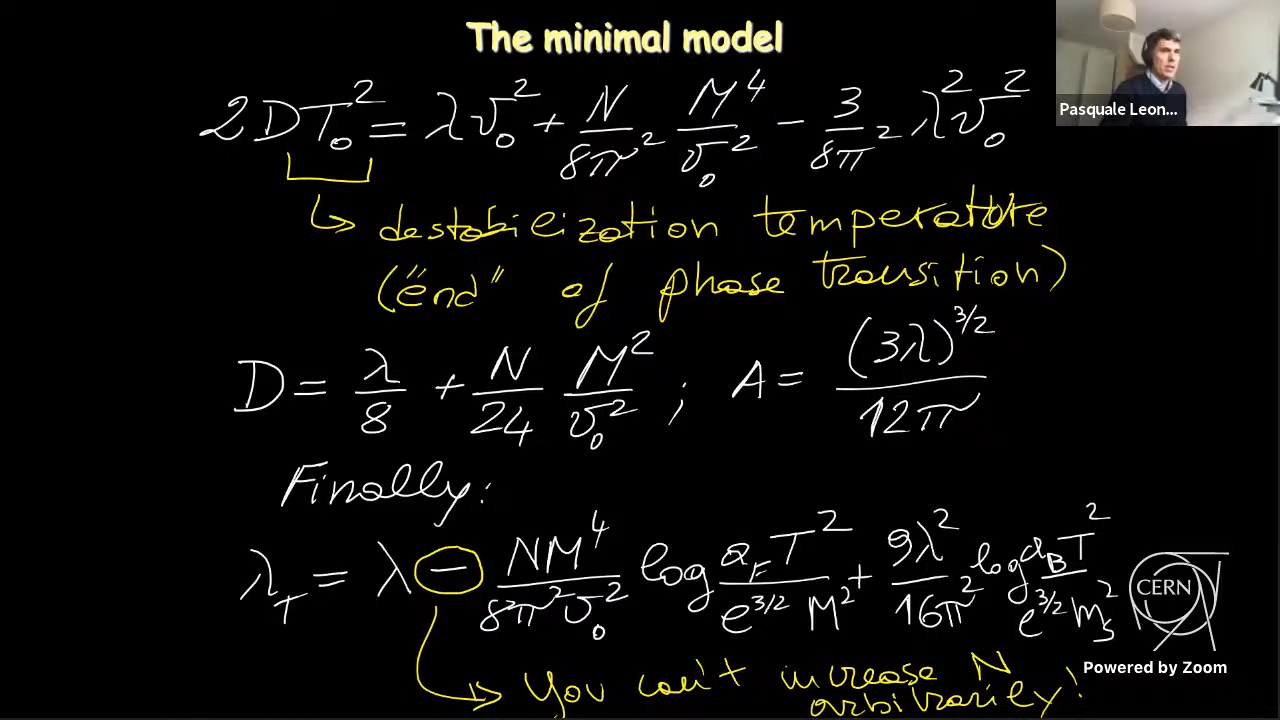 The minimal model
Pasquale Leon...
2DT₀² = λv₀² + N/8π² M⁴/v₀² − 3/8π² λ²v₀²
↳ destabilization temperature
("end" of phase transition)
D = λ/8 + N/24 M²/v₀² ; A = (3λ)^3/2 / 12π
Finally:
λ_T = λ − NM⁴/8π²v₀² log a_F T²/e^3/2 M² + 9λ²/16π² log a_B T²/e^3/2 m_S²
CERN
Powered by Zoom
→ You can't increase N
arbitrarily!